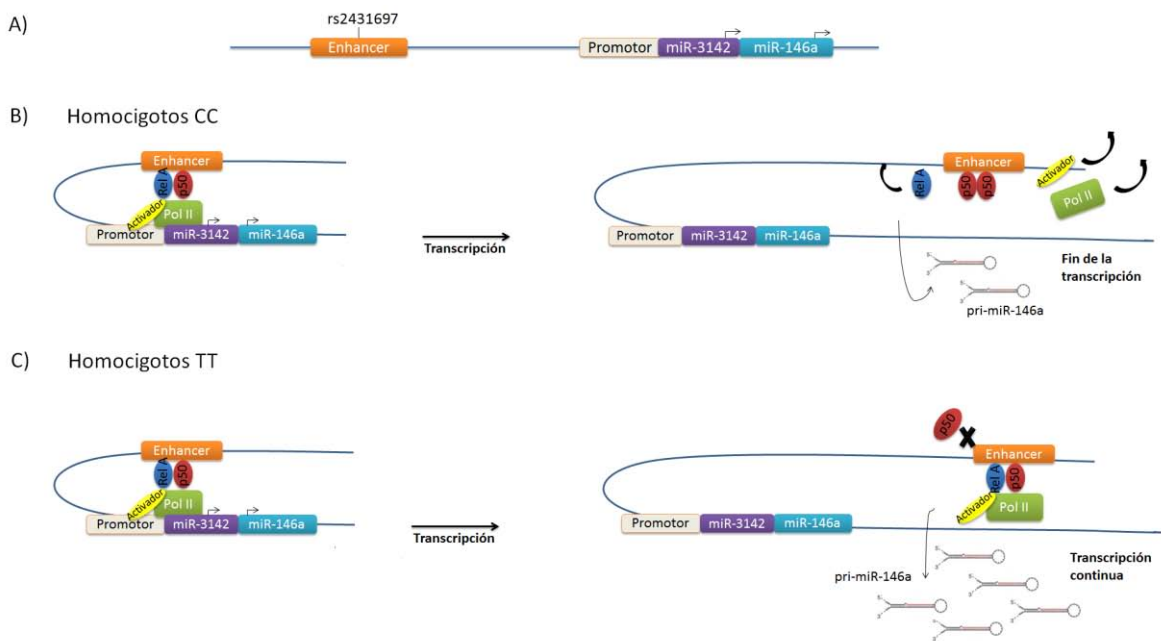 A)
rs2431697
Enhancer
Promotor miR-3142 miR-146a
B) Homocigotos CC
Enhancer
Rel A p50
Activador Pol II
Promotor miR-3142 miR-146a
Transcripción
Enhancer
Rel A p50 p50
Activador
Pol II
Promotor miR-3142 miR-146a
Fin de la
transcripción
pri-miR-146a
C) Homocigotos TT
Enhancer
Rel A p50
Activador Pol II
Promotor miR-3142 miR-146a
Transcripción
p50
Enhancer
Rel A p50
Activador Pol II
Promotor miR-3142 miR-146a
pri-miR-146a
Transcripción
continua